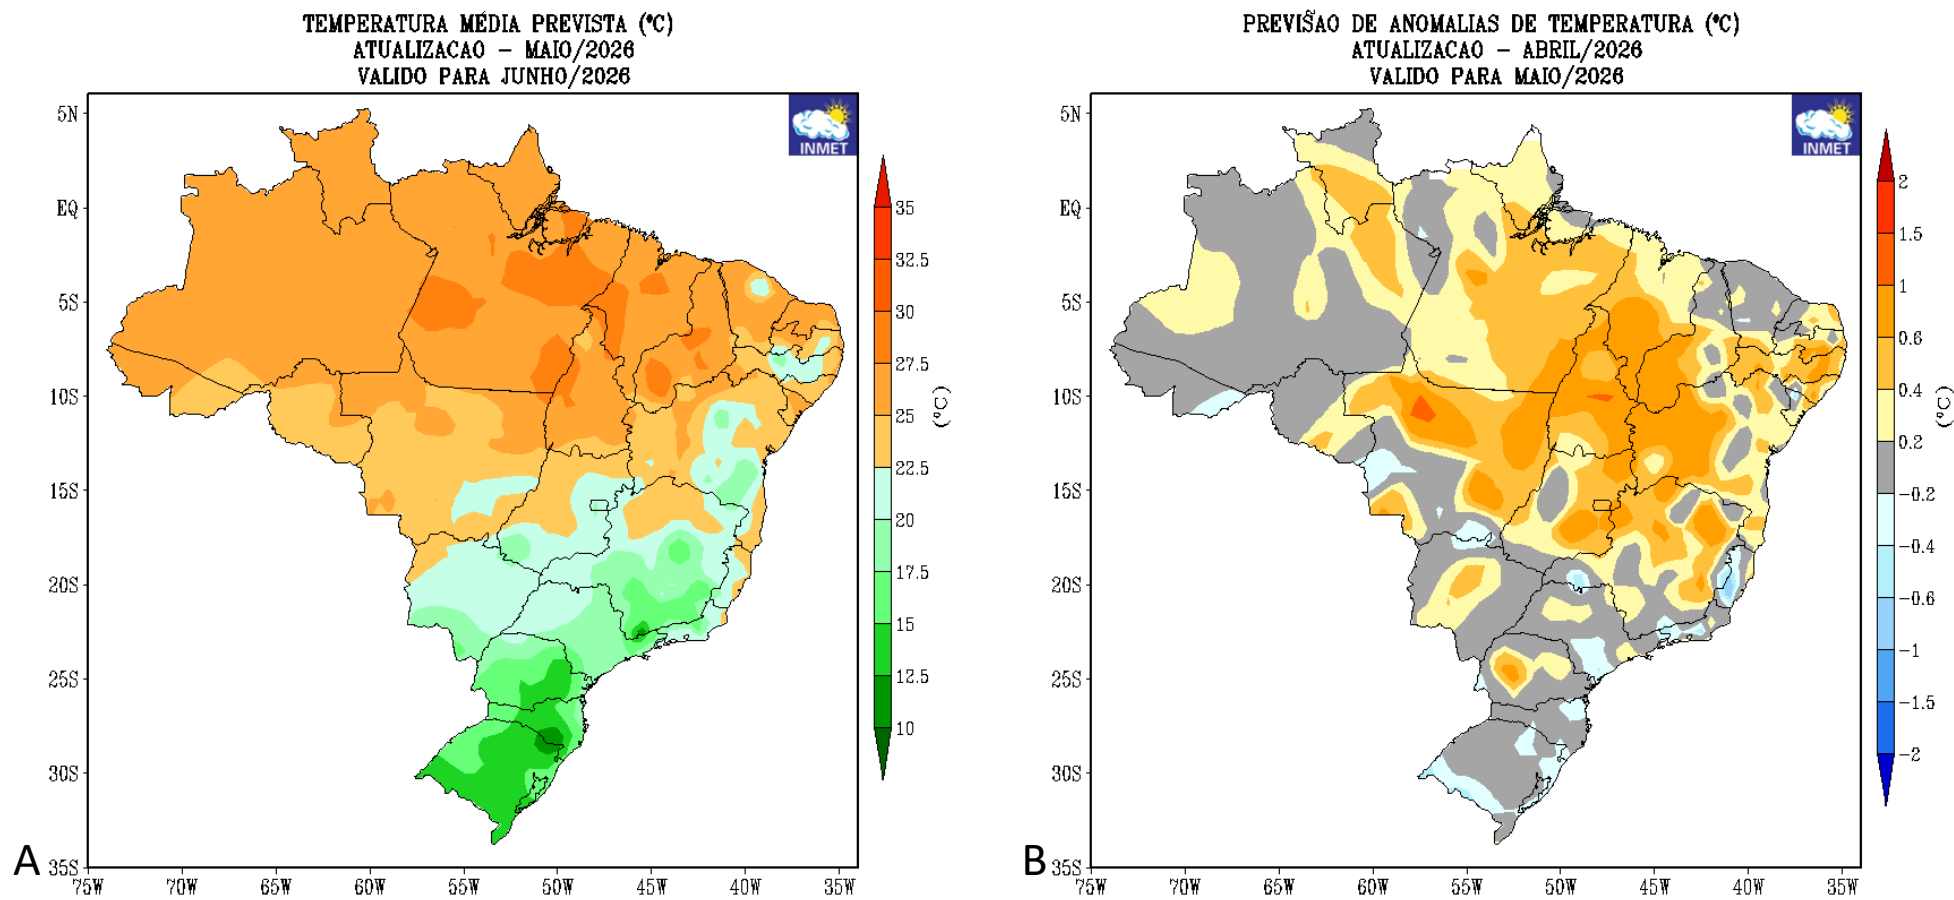 TEMPERATURA MÉDIA PREVISTA (°C)
ATUALIZACAO – MAIO/2026
VALIDO PARA JUNHO/2026
INMET
5N
EQ
5S
10S
15S
20S
25S
30S
35S
75W 70W 65W 60W 55W 50W 45W 40W 35W
35
32.5
30
27.5
25
22.5
20
17.5
15
12.5
10
(°C)
A
PREVISÃO DE ANOMALIAS DE TEMPERATURA (°C)
ATUALIZACAO – ABRIL/2026
VALIDO PARA MAIO/2026
INMET
5N
EQ
5S
10S
15S
20S
25S
30S
35S
75W 70W 65W 60W 55W 50W 45W 40W 35W
2
1.5
1
0.6
0.4
0.2
−0.2
−0.4
−0.6
−1
−1.5
−2
(°C)
B